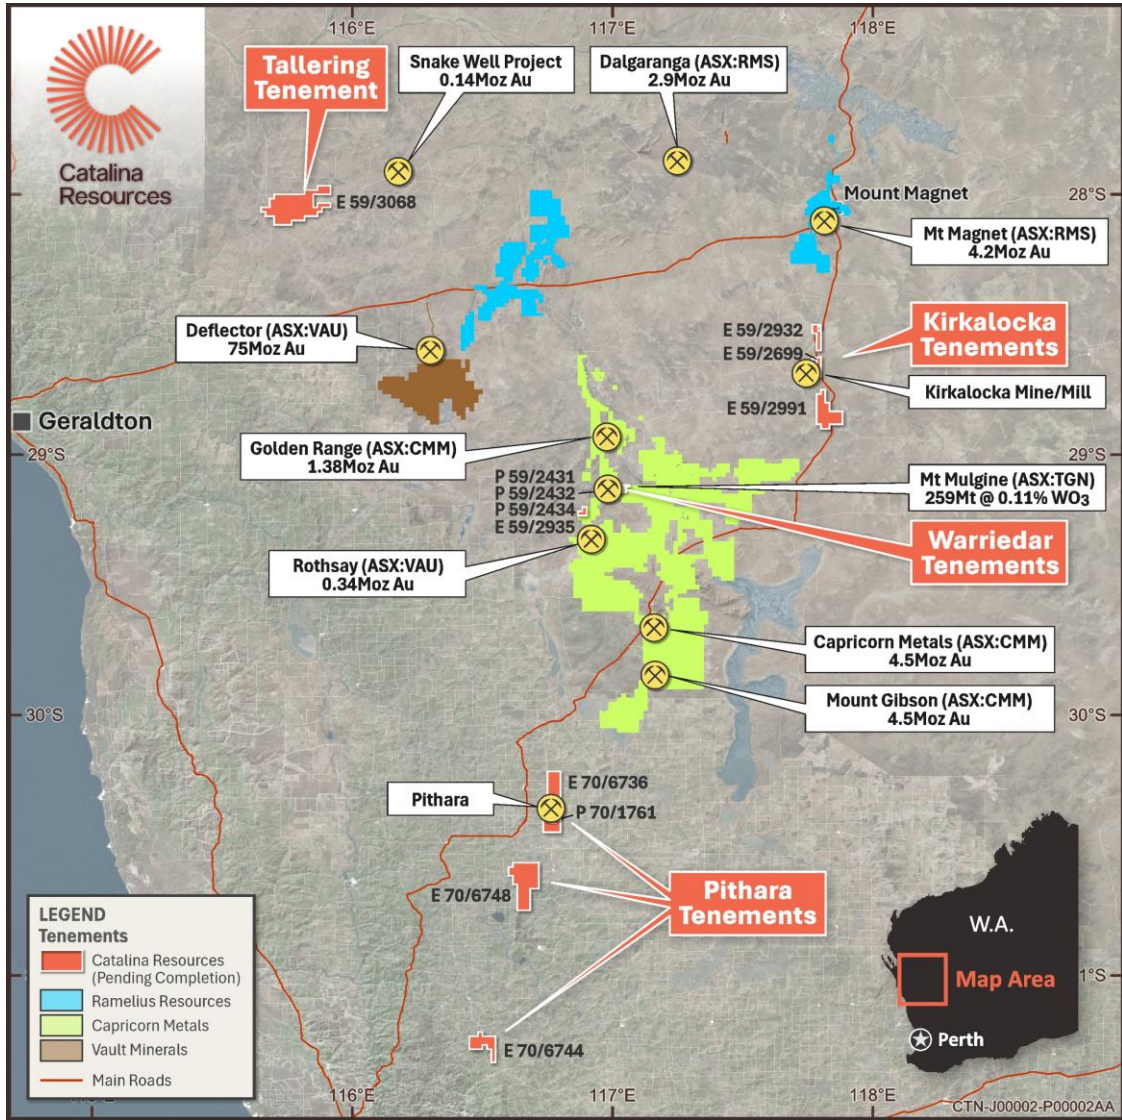 116°E
117°E
118°E
Catalina
Resources
Tallering
Tenement
Snake Well Project
0.14Moz Au
Dalgaranga (ASX:RMS)
2.9Moz Au
E 59/3068
28°S
Mount Magnet
Mt Magnet (ASX:RMS)
4.2Moz Au
Deflector (ASX:VAU)
75Moz Au
E 59/2932
E 59/2699
Kirkalocka
Tenements
Kirkalocka Mine/Mill
E 59/2991
Geraldton
29°S
29°S
Golden Range (ASX:CMM)
1.38Moz Au
P 59/2431
P 59/2432
P 59/2434
E 59/2935
Mt Mulgine (ASX:TGN)
259Mt @ 0.11% WO3
Warriedar
Tenements
Rothsay (ASX:VAU)
0.34Moz Au
Capricorn Metals (ASX:CMM)
4.5Moz Au
Mount Gibson (ASX:CMM)
4.5Moz Au
30°S
30°S
E 70/6736
Pithara
P 70/1761
E 70/6748
Pithara
Tenements
E 70/6744
LEGEND
Tenements
Catalina Resources
(Pending Completion)
Ramelius Resources
Capricorn Metals
Vault Minerals
Main Roads
W.A.
Map Area
Perth
1°S
116°E
117°E
118°E
CTN-J00002-P00002AA